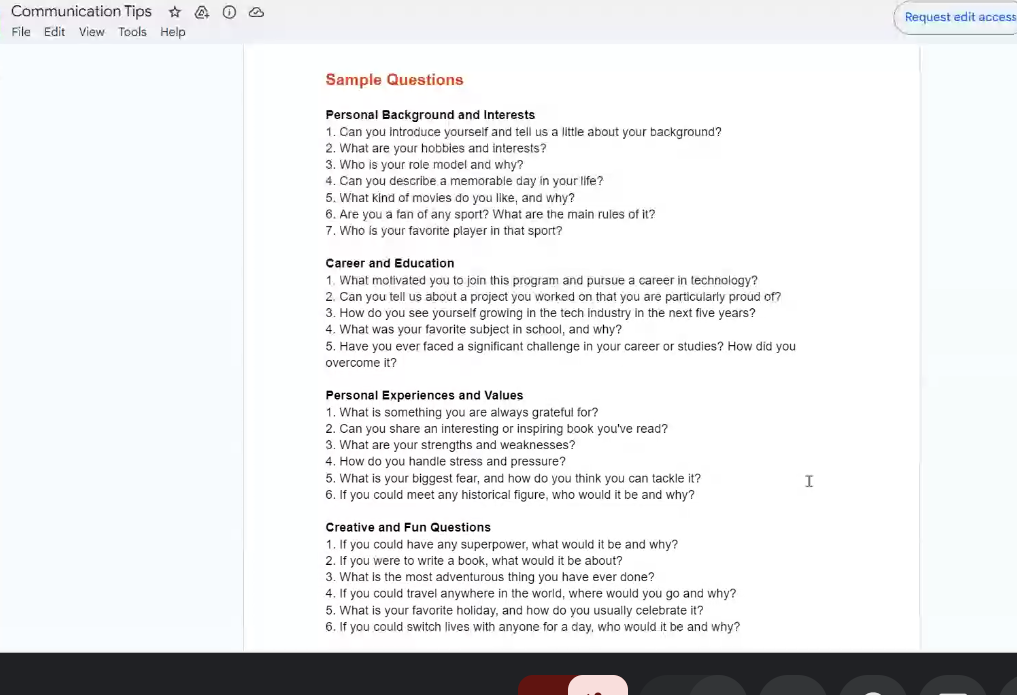 Communication Tips
File Edit View Tools Help
Request edit access
Sample Questions
Personal Background and Interests
1. Can you introduce yourself and tell us a little about your background?
2. What are your hobbies and interests?
3. Who is your role model and why?
4. Can you describe a memorable day in your life?
5. What kind of movies do you like, and why?
6. Are you a fan of any sport? What are the main rules of it?
7. Who is your favorite player in that sport?
Career and Education
1. What motivated you to join this program and pursue a career in technology?
2. Can you tell us about a project you worked on that you are particularly proud of?
3. How do you see yourself growing in the tech industry in the next five years?
4. What was your favorite subject in school, and why?
5. Have you ever faced a significant challenge in your career or studies? How did you
overcome it?
Personal Experiences and Values
1. What is something you are always grateful for?
2. Can you share an interesting or inspiring book you've read?
3. What are your strengths and weaknesses?
4. How do you handle stress and pressure?
5. What is your biggest fear, and how do you think you can tackle it?
6. If you could meet any historical figure, who would it be and why?
Creative and Fun Questions
1. If you could have any superpower, what would it be and why?
2. If you were to write a book, what would it be about?
3. What is the most adventurous thing you have ever done?
4. If you could travel anywhere in the world, where would you go and why?
5. What is your favorite holiday, and how do you usually celebrate it?
6. If you could switch lives with anyone for a day, who would it be and why?